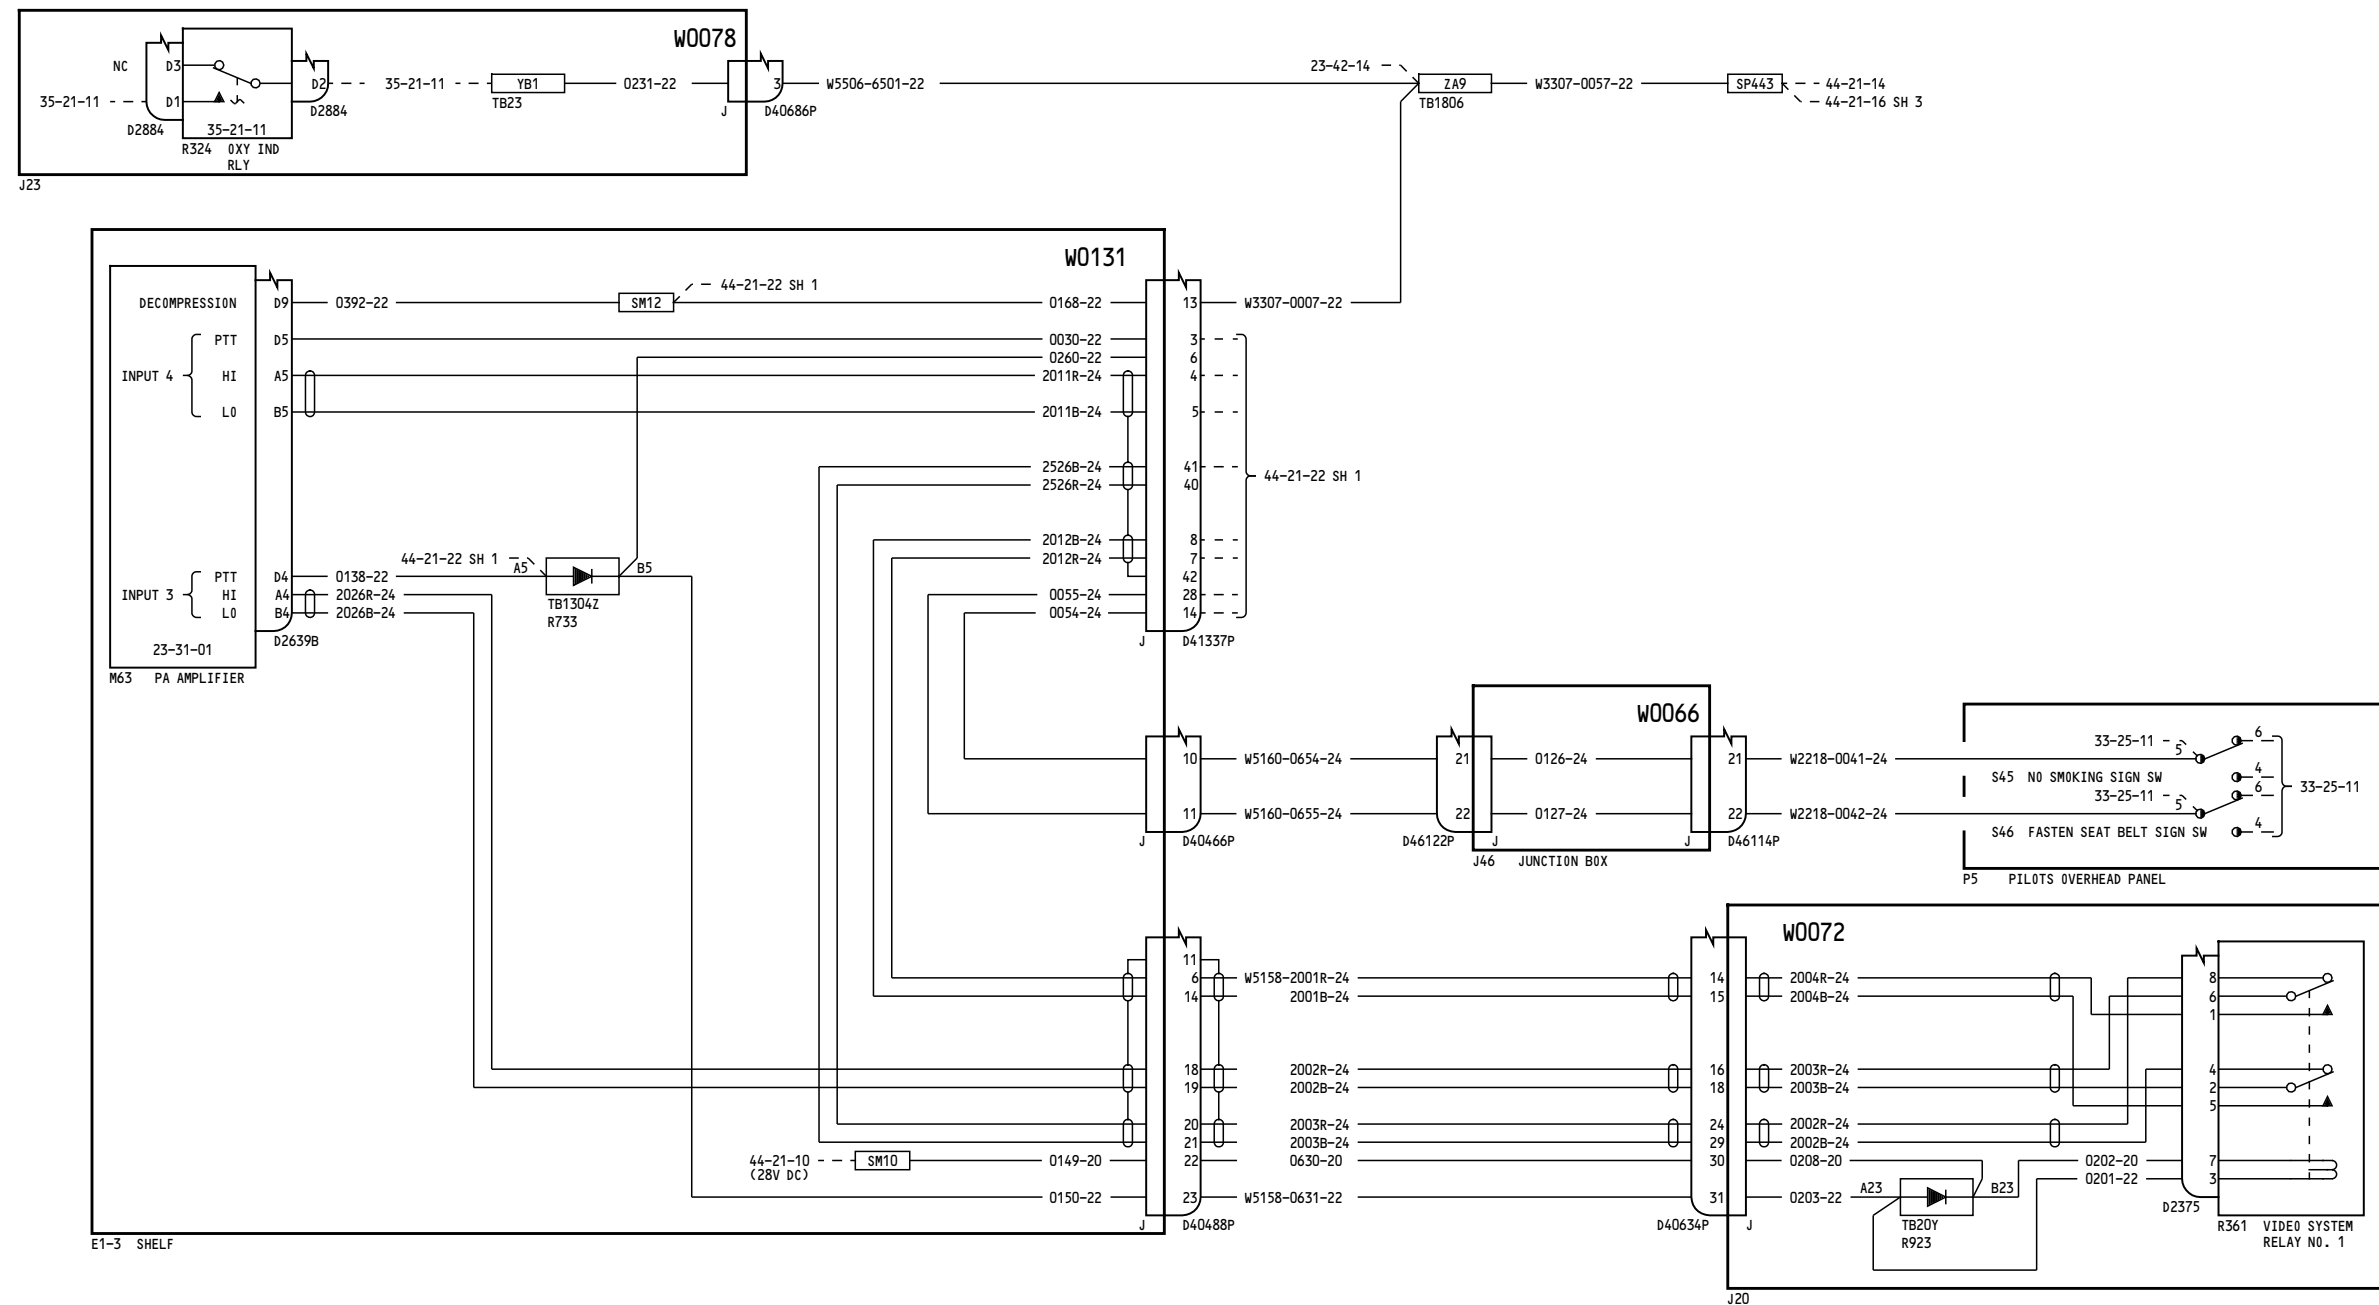 W0078
NC D3
D2 35-21-11 YB1 0231-22 3 W5506-6501-22
23-42-14
ZA9 W3307-0057-22 SP443 44-21-14
35-21-11 D1
44-21-16 SH 3
TB23
TB1806
D2884 J D40686P
D2884 35-21-11
R324 OXY IND
RLY
J23
W0131
44-21-22 SH 1
DECOMPRESSION D9 0392-22 SM12 0168-22 13 W3307-0007-22
PTT D5 0030-22 3
0260-22 6
INPUT 4 HI A5 2011R-24 4
LO B5 2011B-24 5
2526B-24 41
44-21-22 SH 1
2526R-24 40
2012B-24 8
44-21-22 SH 1 2012R-24 7
A5 B5
PTT D4 0138-22 42
INPUT 3 HI A4 2026R-24 0055-24 28
TB1304Z
LO B4 2026B-24 0054-24 14
R733
D2639B J D41337P
23-31-01
M63 PA AMPLIFIER
W0066
33-25-11 5 6
10 W5160-0654-24 21 0126-24 21 W2218-0041-24
S45 NO SMOKING SIGN SW 4
33-25-11 5 6
33-25-11
11 W5160-0655-24 22 0127-24 22 W2218-0042-24
S46 FASTEN SEAT BELT SIGN SW 4
J D40466P D46122P J J D46114P
J46 JUNCTION BOX
P5 PILOTS OVERHEAD PANEL
W0072
11
6 W5158-2001R-24 14 2004R-24 8
14 2001B-24 15 2004B-24 6
1
18 2002R-24 16 2003R-24 4
19 2002B-24 18 2003B-24 2
5
20 2003R-24 24 2002R-24
21 2003B-24 29 2002B-24
44-21-10 SM10 0149-20 22 0630-20 30 0208-20 0202-20 7
(28V DC)
0201-22 3
A23 B23
0150-22 23 W5158-0631-22 31 0203-22
D2375
J D40488P D40634P J TB20Y R361 VIDEO SYSTEM
R923 RELAY NO. 1
E1-3 SHELF
J20